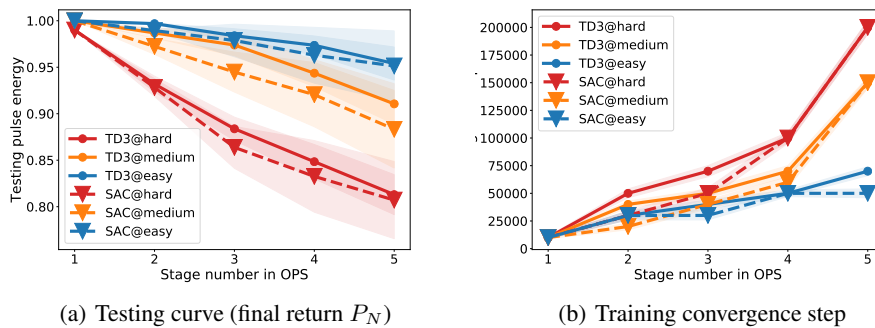 Testing pulse energy
1.00
0.95
0.90
0.85
0.80
TD3@hard
TD3@medium
TD3@easy
SAC@hard
SAC@medium
SAC@easy
1 2 3 4 5
Stage number in OPS
(a) Testing curve (final return P_N)
200000
175000
150000
125000
100000
75000
50000
25000
0
TD3@hard
TD3@medium
TD3@easy
SAC@hard
SAC@medium
SAC@easy
1 2 3 4 5
Stage number in OPS
(b) Training convergence step